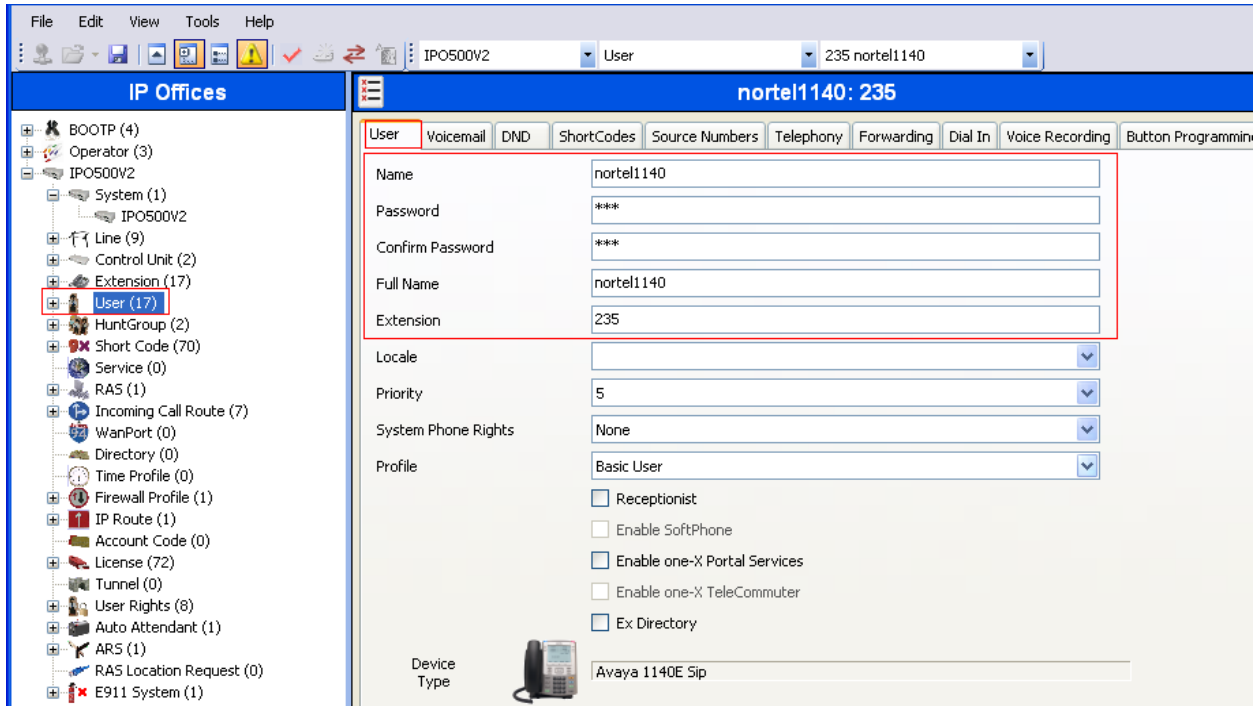 File Edit View Tools Help
IPO500V2 User 235 nortel1140
IP Offices
BOOTP (4)
Operator (3)
IPO500V2
System (1)
IPO500V2
Line (9)
Control Unit (2)
Extension (17)
User (17)
HuntGroup (2)
Short Code (70)
Service (0)
RAS (1)
Incoming Call Route (7)
WanPort (0)
Directory (0)
Time Profile (0)
Firewall Profile (1)
IP Route (1)
Account Code (0)
License (72)
Tunnel (0)
User Rights (8)
Auto Attendant (1)
ARS (1)
RAS Location Request (0)
E911 System (1)
nortel1140: 235
User Voicemail DND ShortCodes Source Numbers Telephony Forwarding Dial In Voice Recording Button Programmin
Name nortel1140
Password ***
Confirm Password ***
Full Name nortel1140
Extension 235
Locale
Priority 5
System Phone Rights None
Profile Basic User
Receptionist
Enable SoftPhone
Enable one-X Portal Services
Enable one-X TeleCommuter
Ex Directory
Device
Type
Avaya 1140E Sip